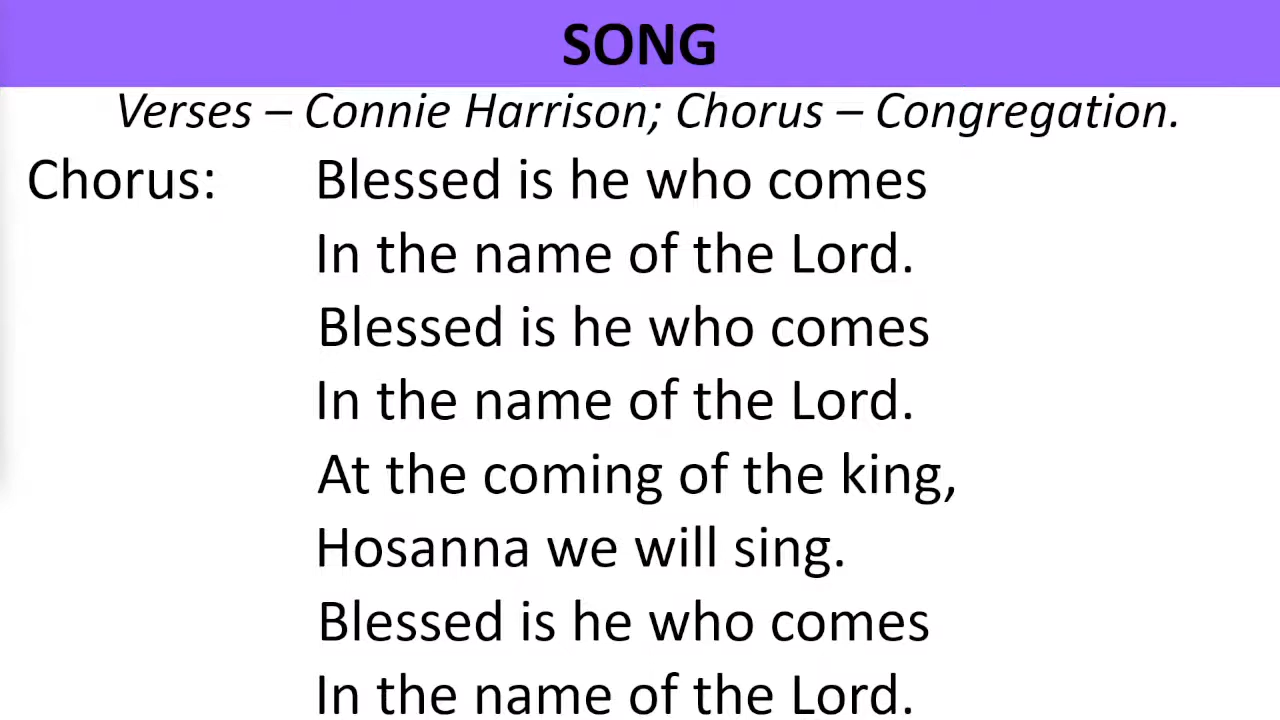 SONG
Verses – Connie Harrison; Chorus – Congregation.
Chorus: Blessed is he who comes
In the name of the Lord.
Blessed is he who comes
In the name of the Lord.
At the coming of the king,
Hosanna we will sing.
Blessed is he who comes
In the name of the Lord.